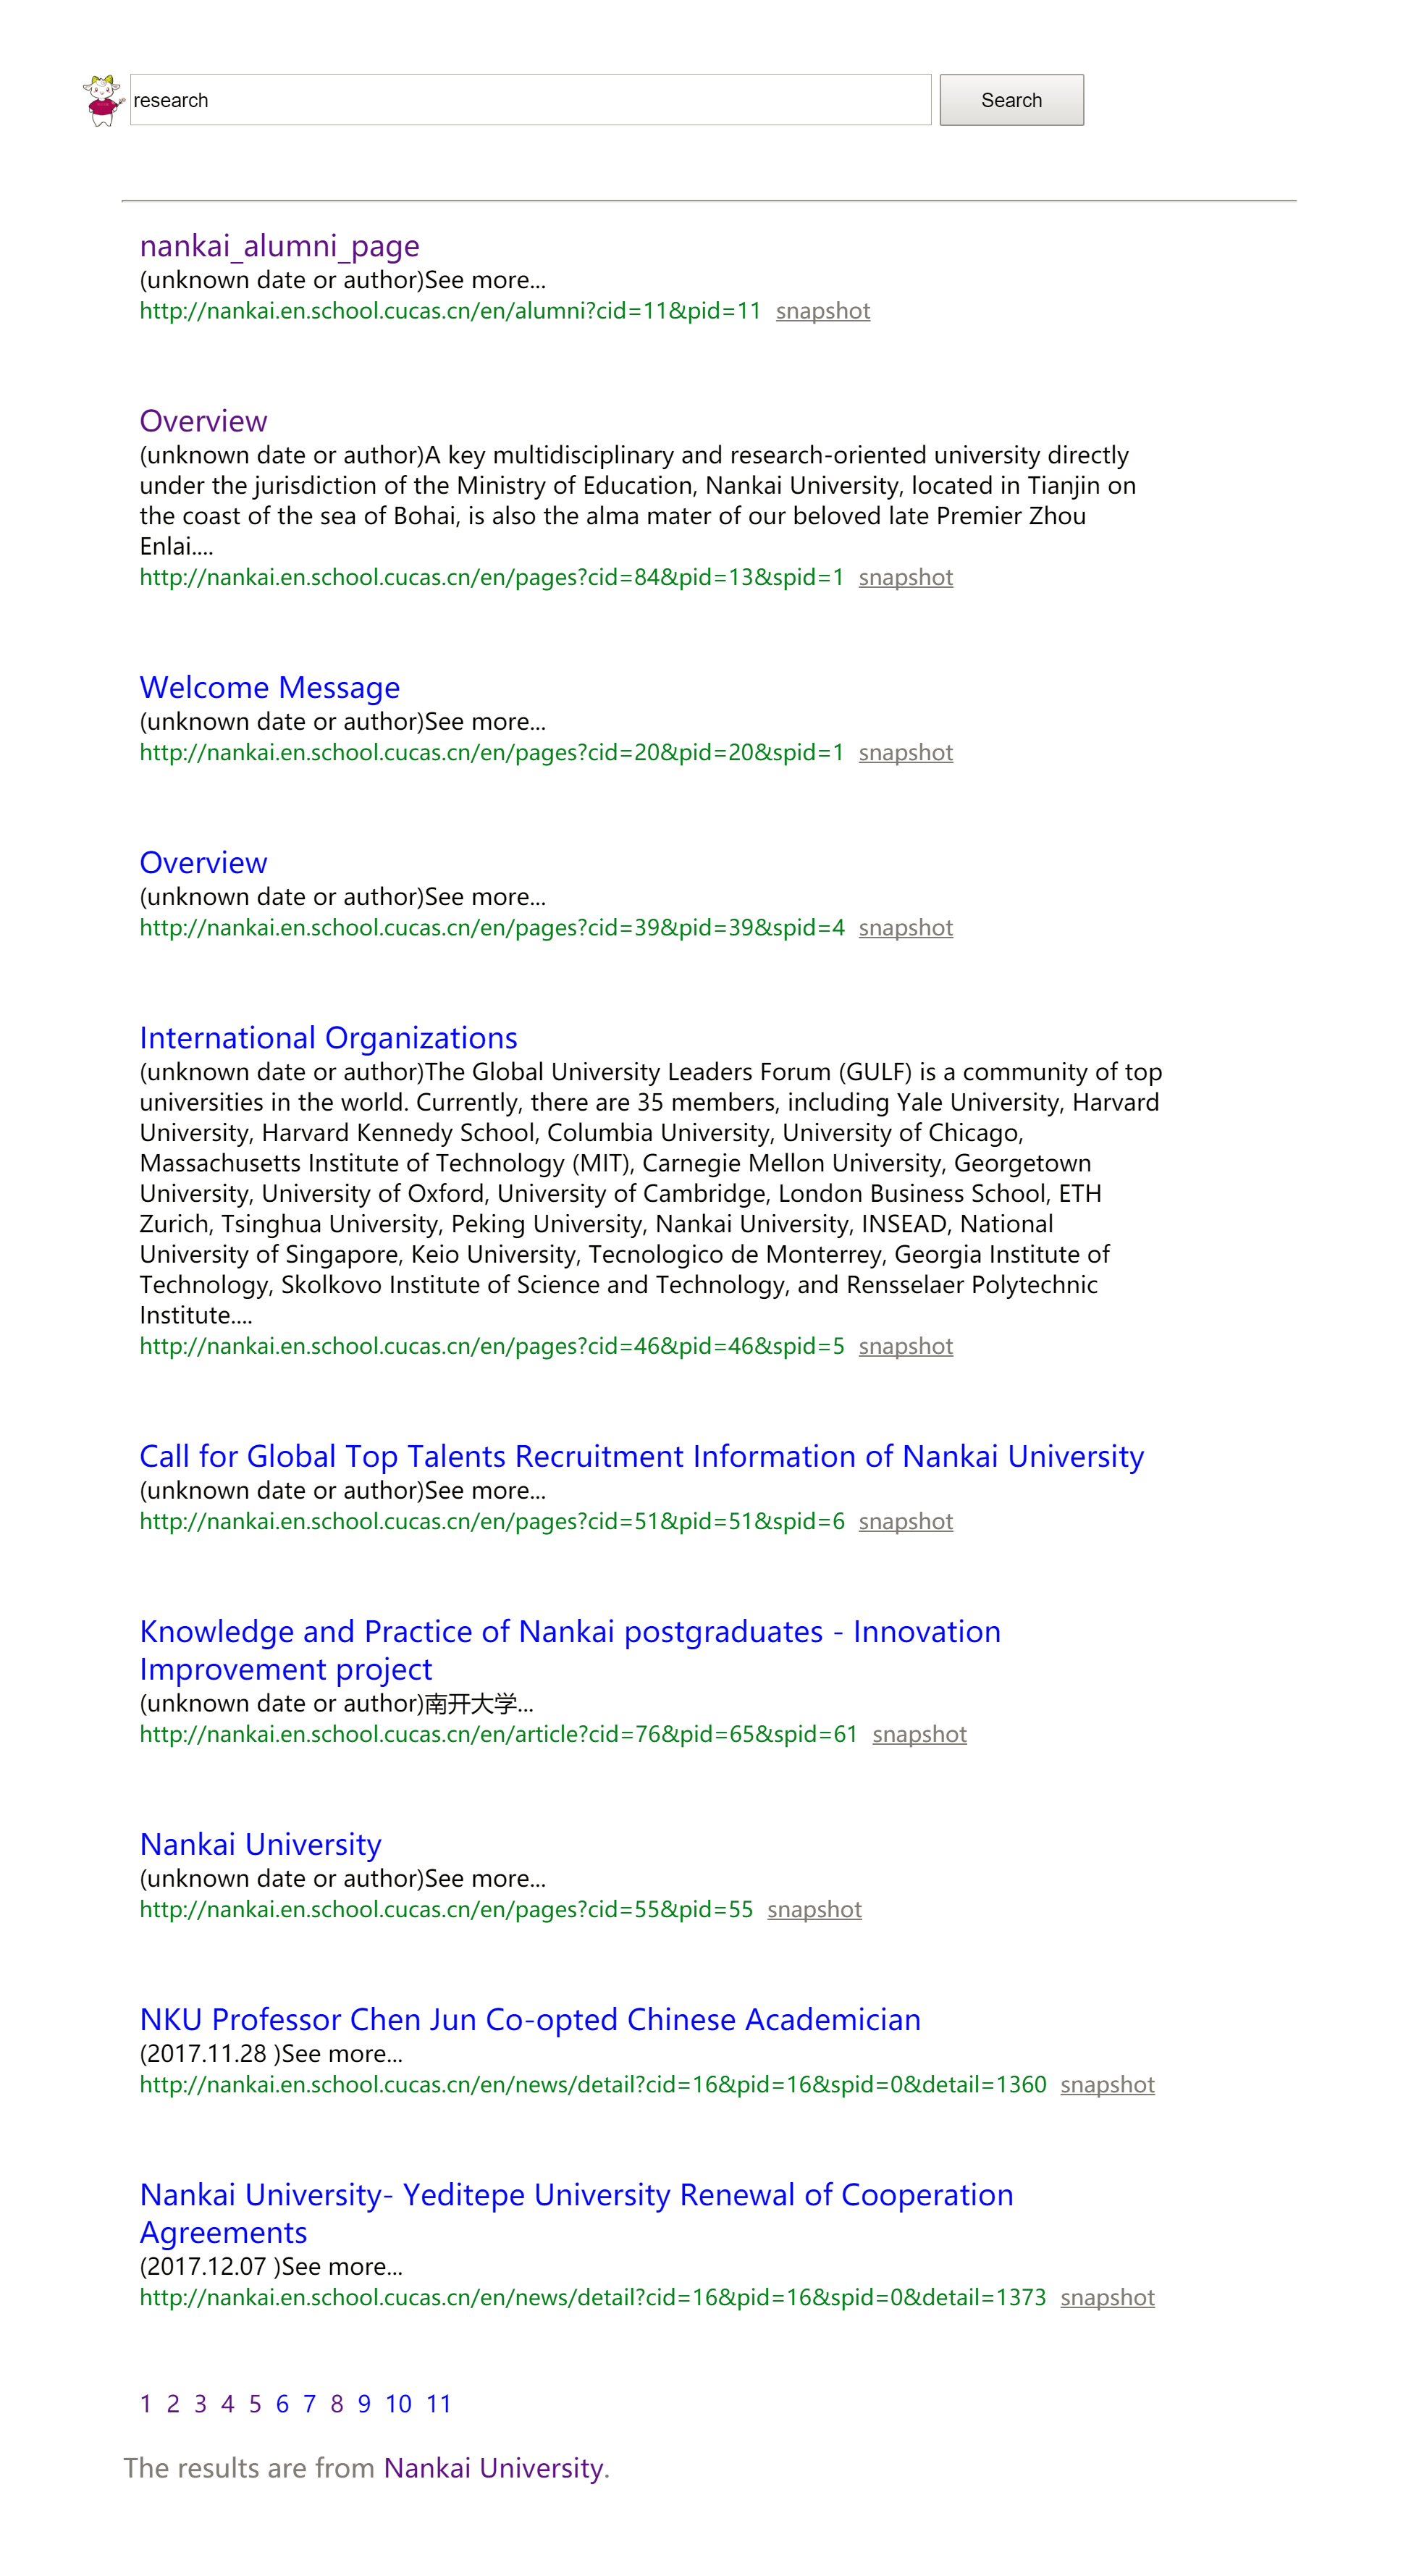 research
Search
nankai_alumni_page
(unknown date or author)See more...
http://nankai.en.school.cucas.cn/en/alumni?cid=11&pid=11 snapshot
Overview
(unknown date or author)A key multidisciplinary and research-oriented university directly
under the jurisdiction of the Ministry of Education, Nankai University, located in Tianjin on
the coast of the sea of Bohai, is also the alma mater of our beloved late Premier Zhou
Enlai....
http://nankai.en.school.cucas.cn/en/pages?cid=84&pid=13&spid=1 snapshot
Welcome Message
(unknown date or author)See more...
http://nankai.en.school.cucas.cn/en/pages?cid=20&pid=20&spid=1 snapshot
Overview
(unknown date or author)See more...
http://nankai.en.school.cucas.cn/en/pages?cid=39&pid=39&spid=4 snapshot
International Organizations
(unknown date or author)The Global University Leaders Forum (GULF) is a community of top
universities in the world. Currently, there are 35 members, including Yale University, Harvard
University, Harvard Kennedy School, Columbia University, University of Chicago,
Massachusetts Institute of Technology (MIT), Carnegie Mellon University, Georgetown
University, University of Oxford, University of Cambridge, London Business School, ETH
Zurich, Tsinghua University, Peking University, Nankai University, INSEAD, National
University of Singapore, Keio University, Tecnologico de Monterrey, Georgia Institute of
Technology, Skolkovo Institute of Science and Technology, and Rensselaer Polytechnic
Institute....
http://nankai.en.school.cucas.cn/en/pages?cid=46&pid=46&spid=5 snapshot
Call for Global Top Talents Recruitment Information of Nankai University
(unknown date or author)See more...
http://nankai.en.school.cucas.cn/en/pages?cid=51&pid=51&spid=6 snapshot
Knowledge and Practice of Nankai postgraduates - Innovation
Improvement project
(unknown date or author)南开大学...
http://nankai.en.school.cucas.cn/en/article?cid=76&pid=65&spid=61 snapshot
Nankai University
(unknown date or author)See more...
http://nankai.en.school.cucas.cn/en/pages?cid=55&pid=55 snapshot
NKU Professor Chen Jun Co-opted Chinese Academician
(2017.11.28 )See more...
http://nankai.en.school.cucas.cn/en/news/detail?cid=16&pid=16&spid=0&detail=1360 snapshot
Nankai University- Yeditepe University Renewal of Cooperation
Agreements
(2017.12.07 )See more...
http://nankai.en.school.cucas.cn/en/news/detail?cid=16&pid=16&spid=0&detail=1373 snapshot
1 2 3 4 5 6 7 8 9 10 11
The results are from Nankai University.